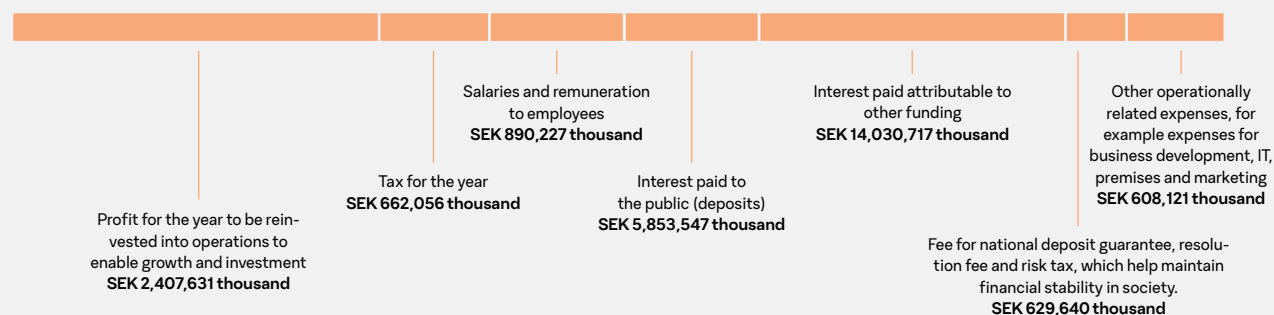 Salaries and remuneration
to employees
SEK 890,227 thousand
Interest paid attributable to
other funding
SEK 14,030,717 thousand
Other operationally
related expenses, for
example expenses for
business development, IT,
premises and marketing
SEK 608,121 thousand
Tax for the year
SEK 662,056 thousand
Interest paid to
the public (deposits)
SEK 5,853,547 thousand
Profit for the year to be rein-
vested into operations to
enable growth and investment
SEK 2,407,631 thousand
Fee for national deposit guarantee, resolu-
tion fee and risk tax, which help maintain
financial stability in society.
SEK 629,640 thousand